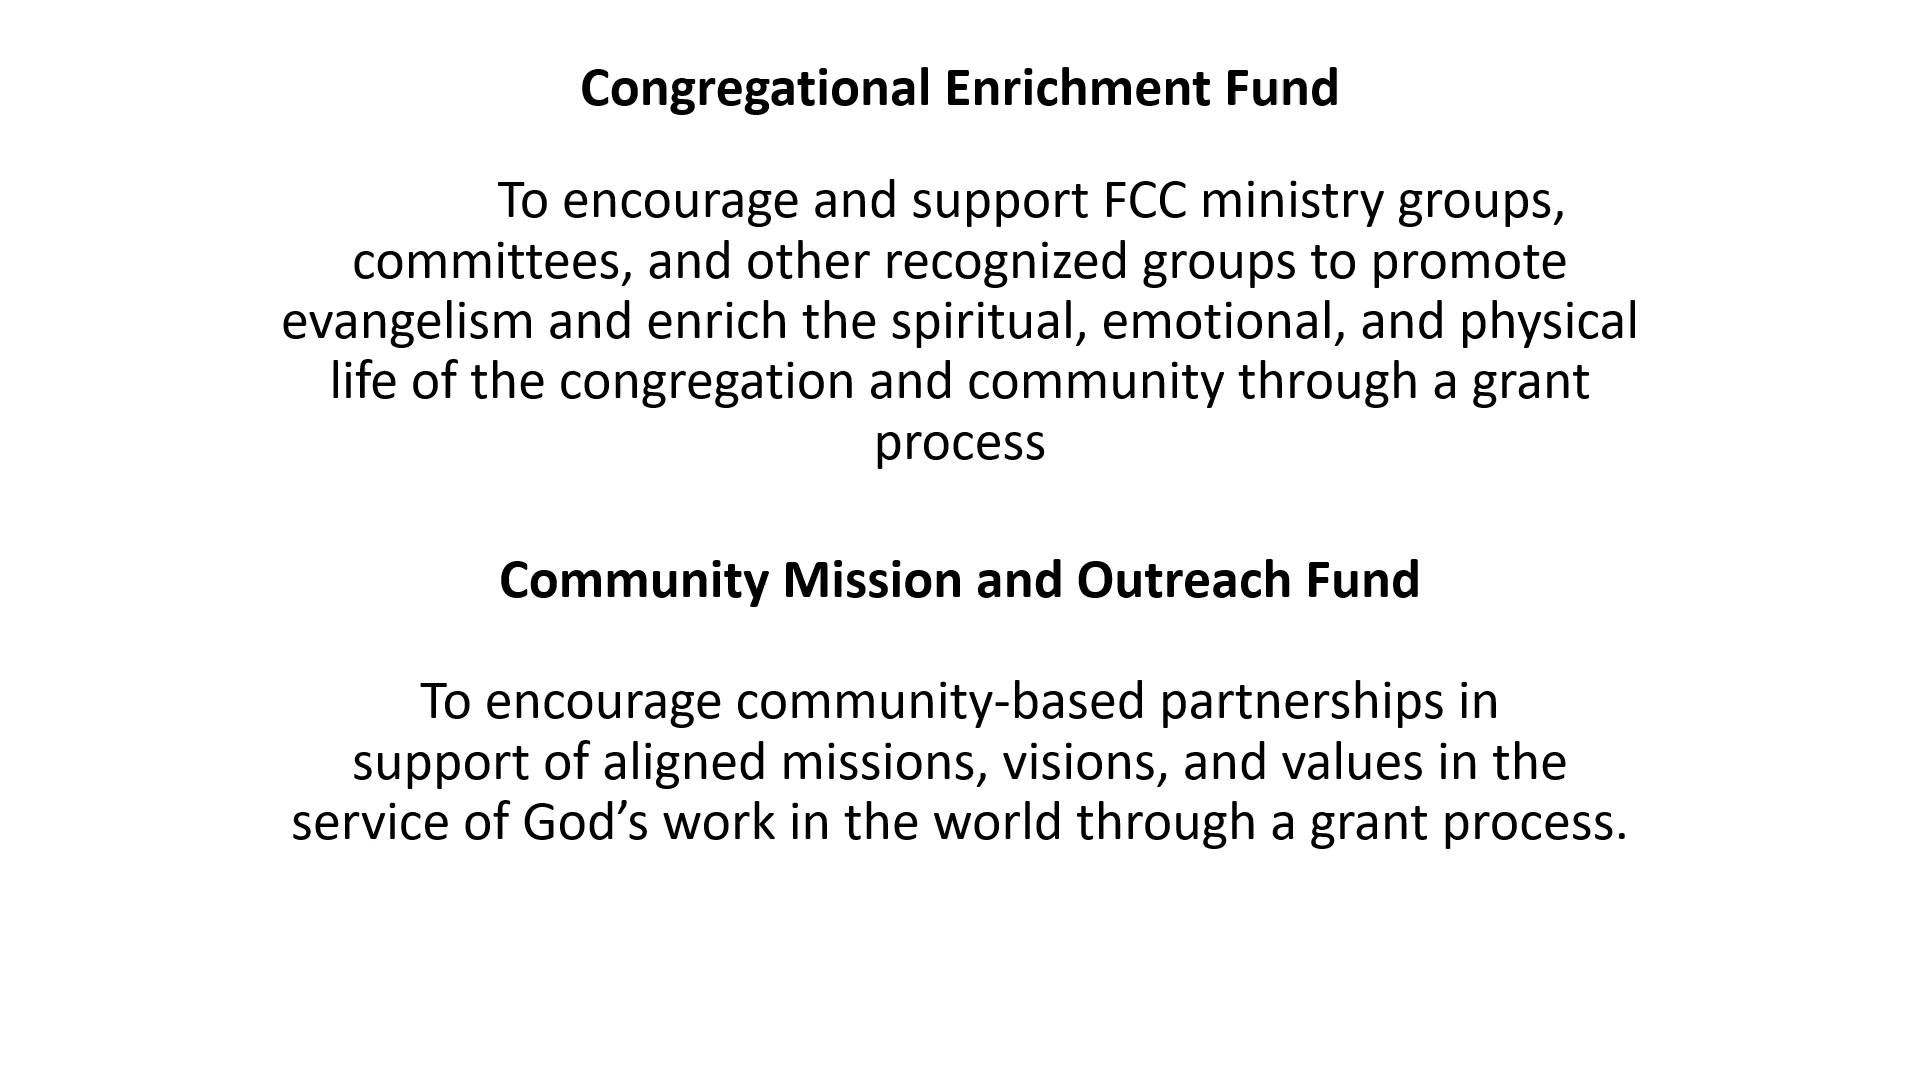 Congregational Enrichment Fund
To encourage and support FCC ministry groups,
committees, and other recognized groups to promote
evangelism and enrich the spiritual, emotional, and physical
life of the congregation and community through a grant
process
Community Mission and Outreach Fund
To encourage community-based partnerships in
support of aligned missions, visions, and values in the
service of God’s work in the world through a grant process.